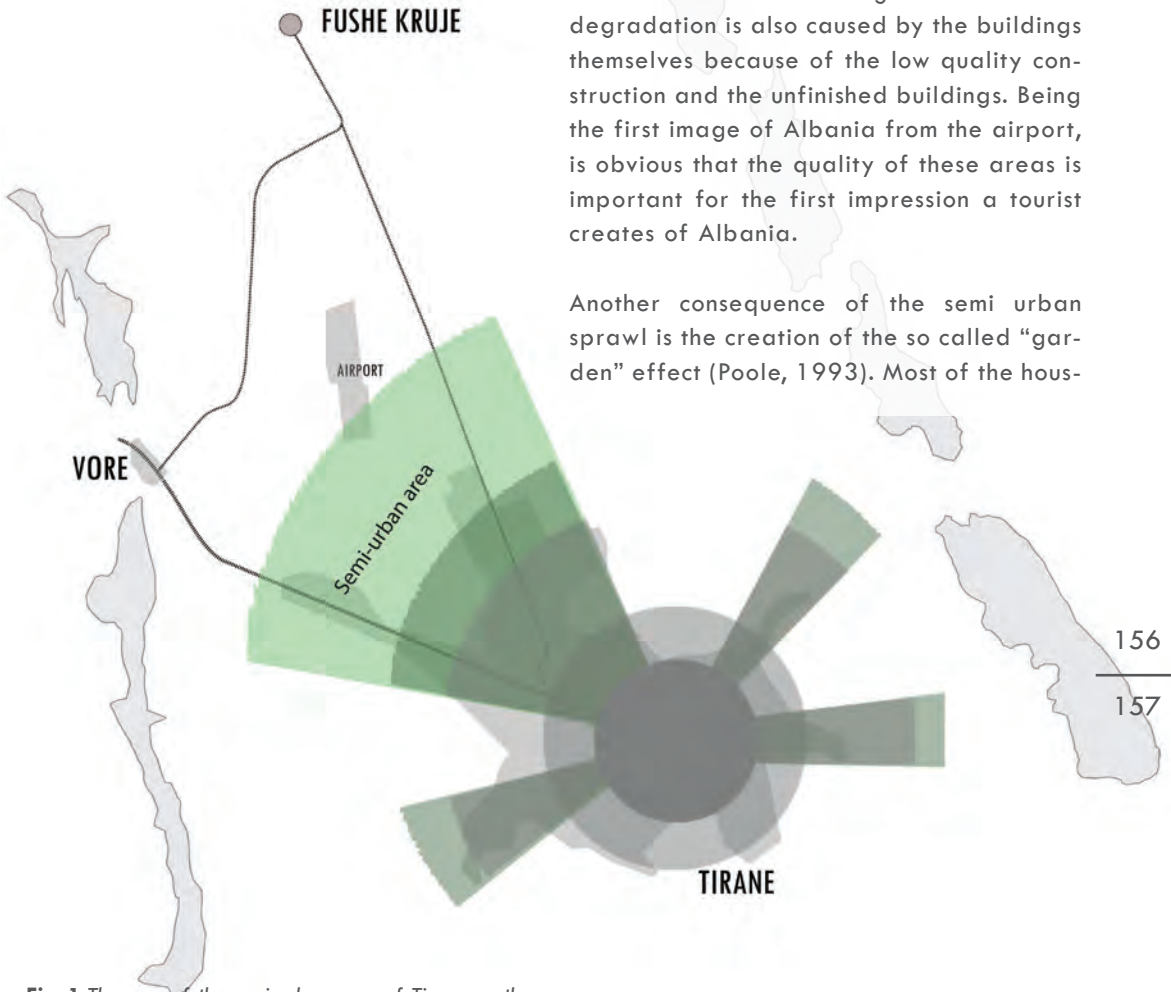 FUSHE KRUJE
degradation is also caused by the buildings
themselves because of the low quality con-
struction and the unfinished buildings. Being
the first image of Albania from the airport,
is obvious that the quality of these areas is
important for the first impression a tourist
creates of Albania.
Another consequence of the semi urban
sprawl is the creation of the so called “gar-
den” effect (Poole, 1993). Most of the hous-
AIRPORT
VORE
Semi-urban area
156
157
TIRANE